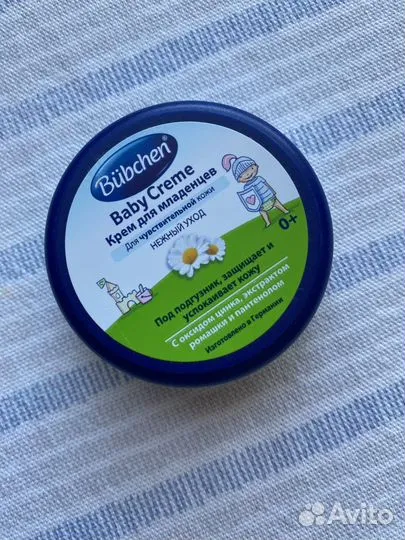 Bübchen
Baby Creme
Крем для младенцев
Для чувствительной кожи
НЕЖНЫЙ УХОД
0+
Под подгузник, защищает и
успокаивает кожу
С оксидом цинка, экстрактом
ромашки и пантенолом
Изготовлено в Германии
Avito